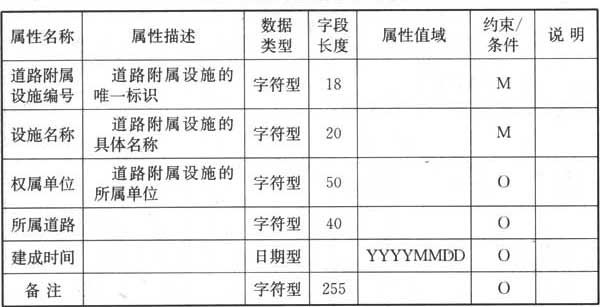 属性名称 属性描述 数据类型 字段长度 属性值域 约束/条件 说 明
道路附属设施编号 道路附属设施的唯一标识 字符型 18 M
设施名称 道路附属设施的具体名称 字符型 20 M
权属单位 道路附属设施的所属单位 字符型 50 O
所属道路 字符型 40 O
建成时间 日期型 YYYYMMDD O
备 注 字符型 255 O